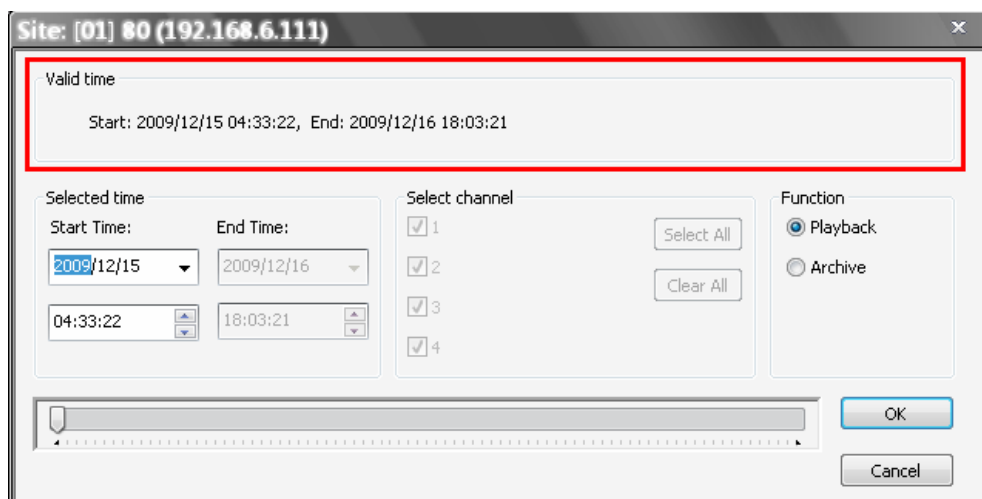 Site: [01] 80 (192.168.6.111)
Valid time
Start: 2009/12/15 04:33:22, End: 2009/12/16 18:03:21
Selected time
Start Time: End Time:
2009/12/15 2009/12/16
04:33:22 18:03:21
Select channel
1
2
3
4
Select All
Clear All
Function
Playback
Archive
OK
Cancel